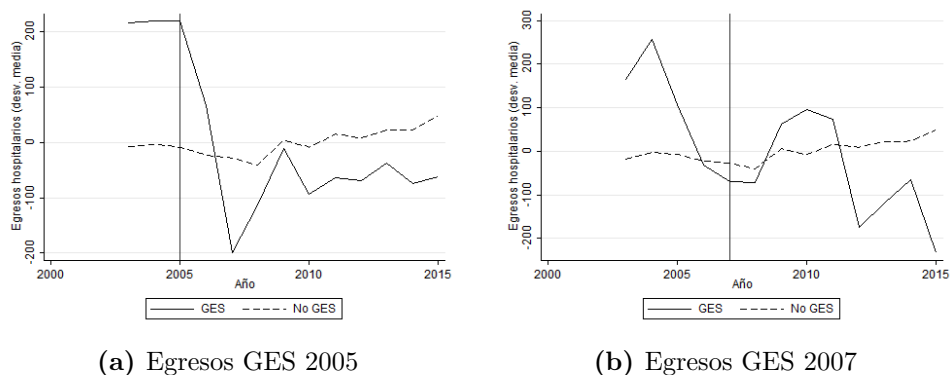 Egresos hospitalarios (desv. media)
200
100
0
-100
-200
2000
2005
2010
2015
Año
GES
No GES
(a) Egresos GES 2005
Egresos hospitalarios (desv. media)
300
200
100
0
-100
-200
2000
2005
2010
2015
Año
GES
No GES
(b) Egresos GES 2007